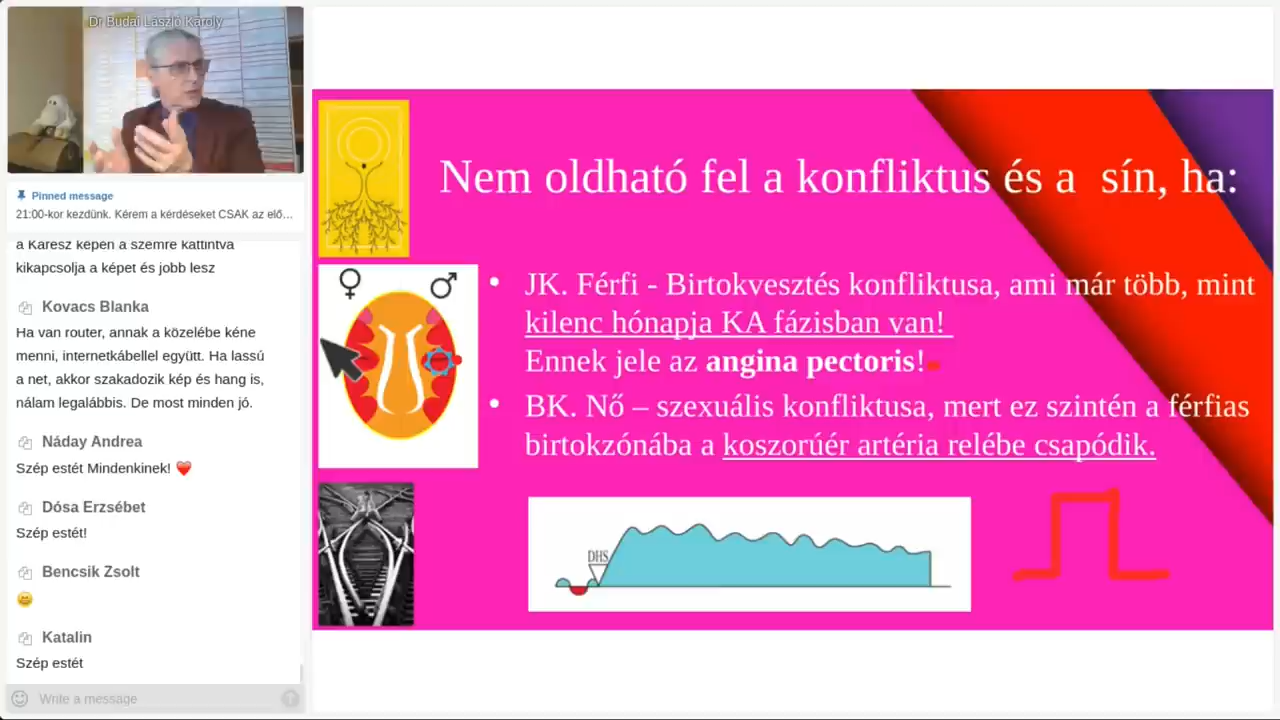 Dr Budai László Károly
Pinned message
21:00-kor kezdünk. Kérem a kérdéseket CSAK az elő…
a Karesz képen a szemre kattintva
kikapcsolja a képet és jobb lesz
Kovacs Blanka
Ha van router, annak a közelébe kéne
menni, internetkábellel együtt. Ha lassú
a net, akkor szakadozik kép és hang is,
nálam legalábbis. De most minden jó.
Náday Andrea
Szép estét Mindenkinek! ❤️
Dósa Erzsébet
Szép estét!
Bencsik Zsolt
😄
Katalin
Szép estét
Write a message
Nem oldható fel a konfliktus és a  sín, ha:
• JK. Férfi - Birtokvesztés konfliktusa, ami már több, mint
kilenc hónapja KA fázisban van!
Ennek jele az angina pectoris!
• BK. Nő – szexuális konfliktusa, mert ez szintén a férfias
birtokzónába a koszorúér artéria relébe csapódik.
DHS